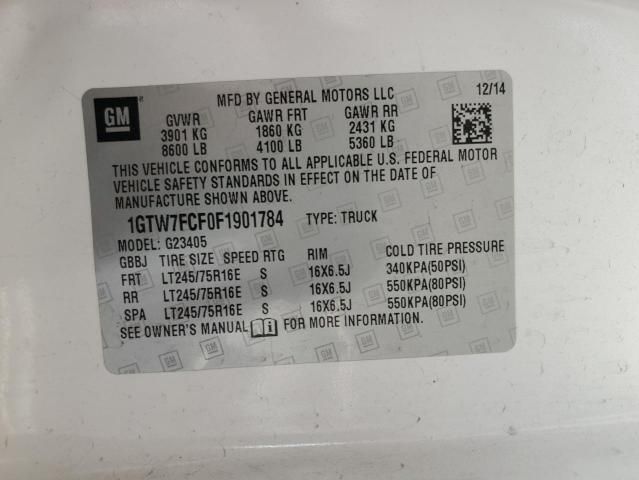 GM
MFD BY GENERAL MOTORS LLC 12/14
GVWR GAWR FRT GAWR RR
3901 KG 1860 KG 2431 KG
8600 LB 4100 LB 5360 LB
THIS VEHICLE CONFORMS TO ALL APPLICABLE U.S. FEDERAL MOTOR
VEHICLE SAFETY STANDARDS IN EFFECT ON THE DATE OF
MANUFACTURE SHOWN ABOVE.
1GTW7FCF0F1901784 TYPE: TRUCK
MODEL: G23405
GBBJ TIRE SIZE SPEED RTG RIM COLD TIRE PRESSURE
FRT LT245/75R16E S 16X6.5J 340KPA(50PSI)
RR LT245/75R16E S 16X6.5J 550KPA(80PSI)
SPA LT245/75R16E S 16X6.5J 550KPA(80PSI)
SEE OWNER'S MANUAL FOR MORE INFORMATION.